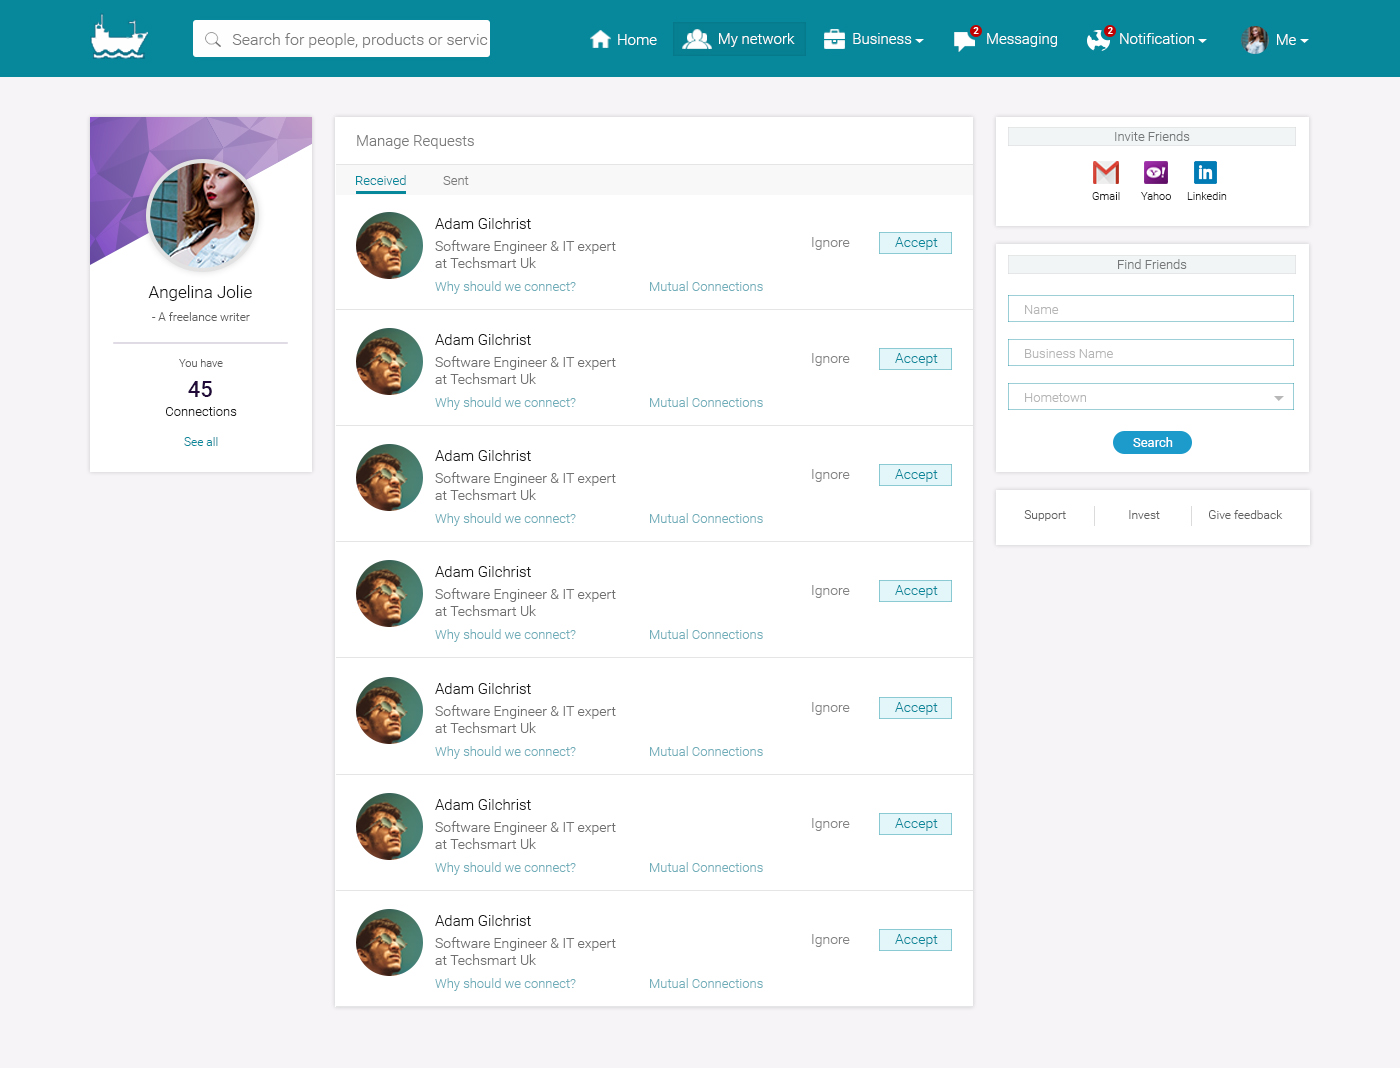 Search for people, products or servic
Home
My network
Business
2
Messaging
2
Notification
Me
Angelina Jolie
- A freelance writer
You have
45
Connections
See all
Manage Requests
Received
Sent
Adam Gilchrist
Software Engineer & IT expert
at Techsmart Uk
Why should we connect?
Mutual Connections
Ignore
Accept
Adam Gilchrist
Software Engineer & IT expert
at Techsmart Uk
Why should we connect?
Mutual Connections
Ignore
Accept
Adam Gilchrist
Software Engineer & IT expert
at Techsmart Uk
Why should we connect?
Mutual Connections
Ignore
Accept
Adam Gilchrist
Software Engineer & IT expert
at Techsmart Uk
Why should we connect?
Mutual Connections
Ignore
Accept
Adam Gilchrist
Software Engineer & IT expert
at Techsmart Uk
Why should we connect?
Mutual Connections
Ignore
Accept
Adam Gilchrist
Software Engineer & IT expert
at Techsmart Uk
Why should we connect?
Mutual Connections
Ignore
Accept
Adam Gilchrist
Software Engineer & IT expert
at Techsmart Uk
Why should we connect?
Mutual Connections
Ignore
Accept
Invite Friends
Y!
in
Gmail
Yahoo
Linkedin
Find Friends
Name
Business Name
Hometown
Search
Support
Invest
Give feedback